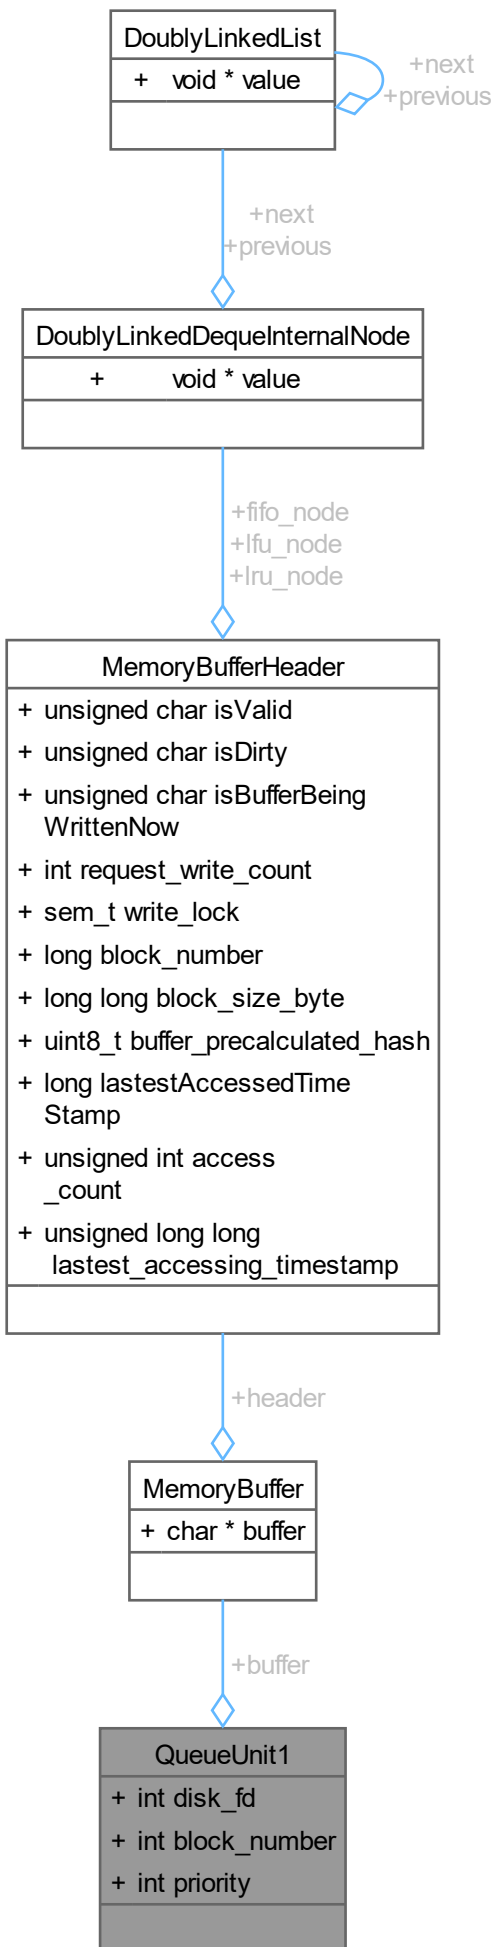 DoublyLinkedList
+ void * value
+next
+previous
+next
+previous
DoublyLinkedDequeInternalNode
+ void * value
+fifo_node
+lfu_node
+lru_node
MemoryBufferHeader
+ unsigned char isValid
+ unsigned char isDirty
+ unsigned char isBufferBeing
WrittenNow
+ int request_write_count
+ sem_t write_lock
+ long block_number
+ long long block_size_byte
+ uint8_t buffer_precalculated_hash
+ long lastestAccessedTime
Stamp
+ unsigned int access
_count
+ unsigned long long
lastest_accessing_timestamp
+header
MemoryBuffer
+ char * buffer
+buffer
QueueUnit1
+ int disk_fd
+ int block_number
+ int priority